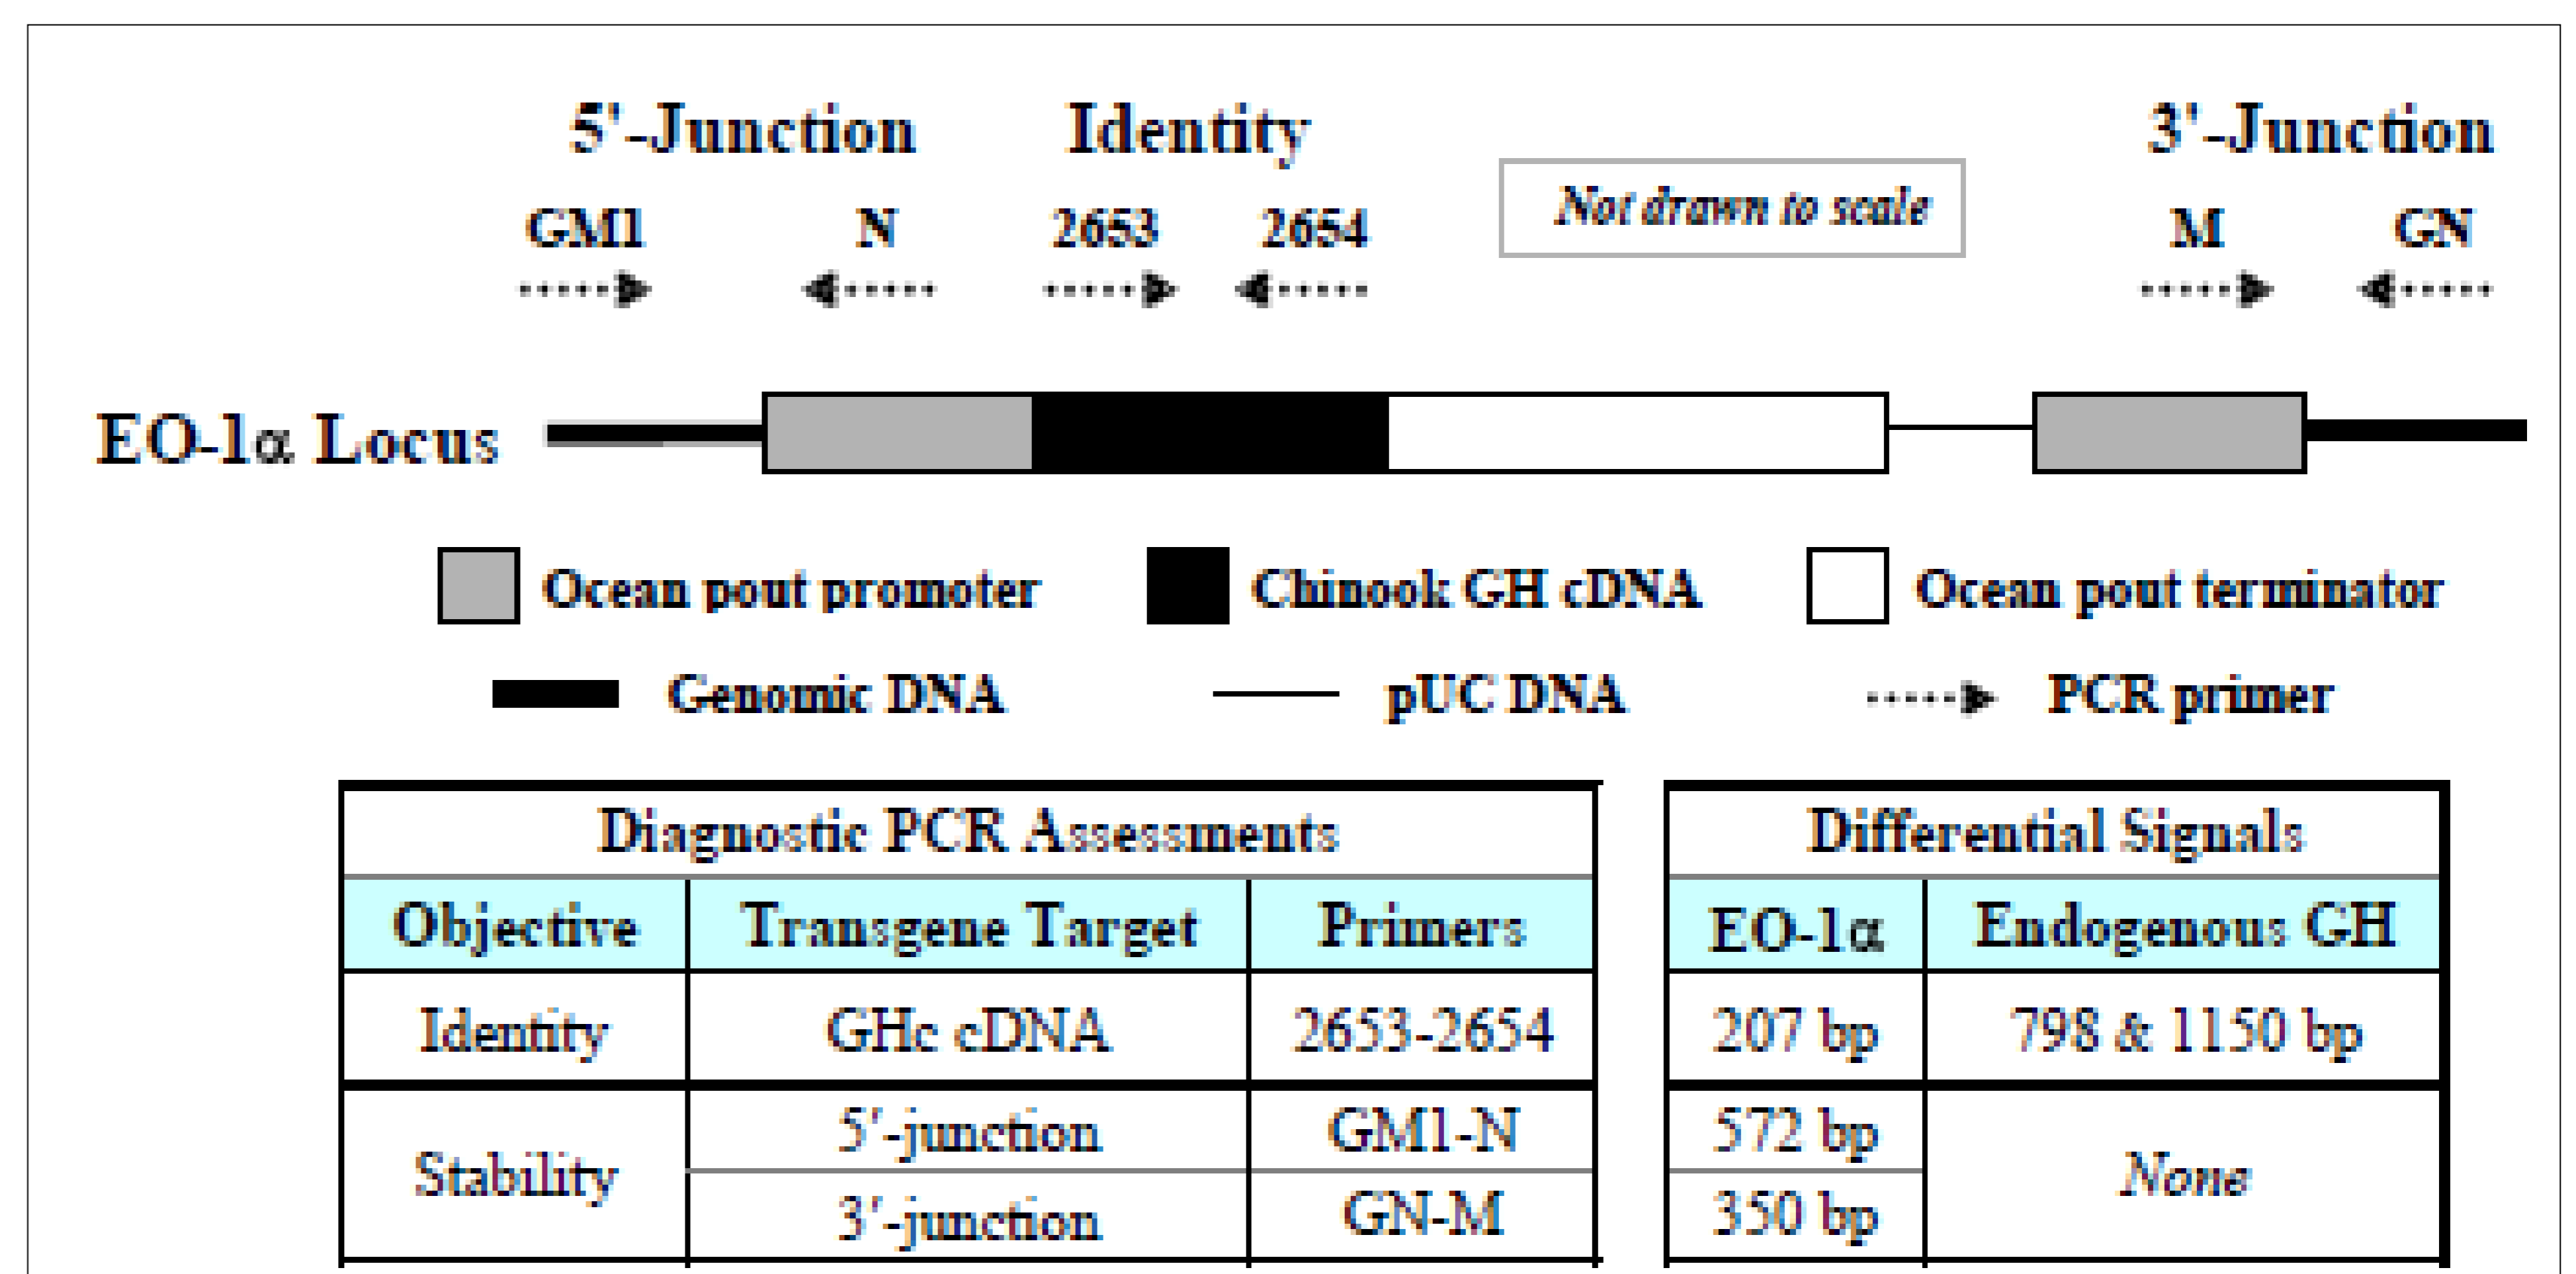 5'-Junction Identity 3'-Junction
GM1 N 2653 2654 Not drawn to scale M GN
EO-1α Locus
Ocean pout promoter Chinook GH cDNA Ocean pout terminator
Genomic DNA pUC DNA PCR primer
Diagnostic PCR Assessments Differential Signals
Objective Transgene Target Primers EO-1α Endogenous GH
Identity GHc cDNA 2653-2654 207 bp 798 & 1150 bp
Stability 5'-junction GM1-N 572 bp None
3'-junction GN-M 350 bp